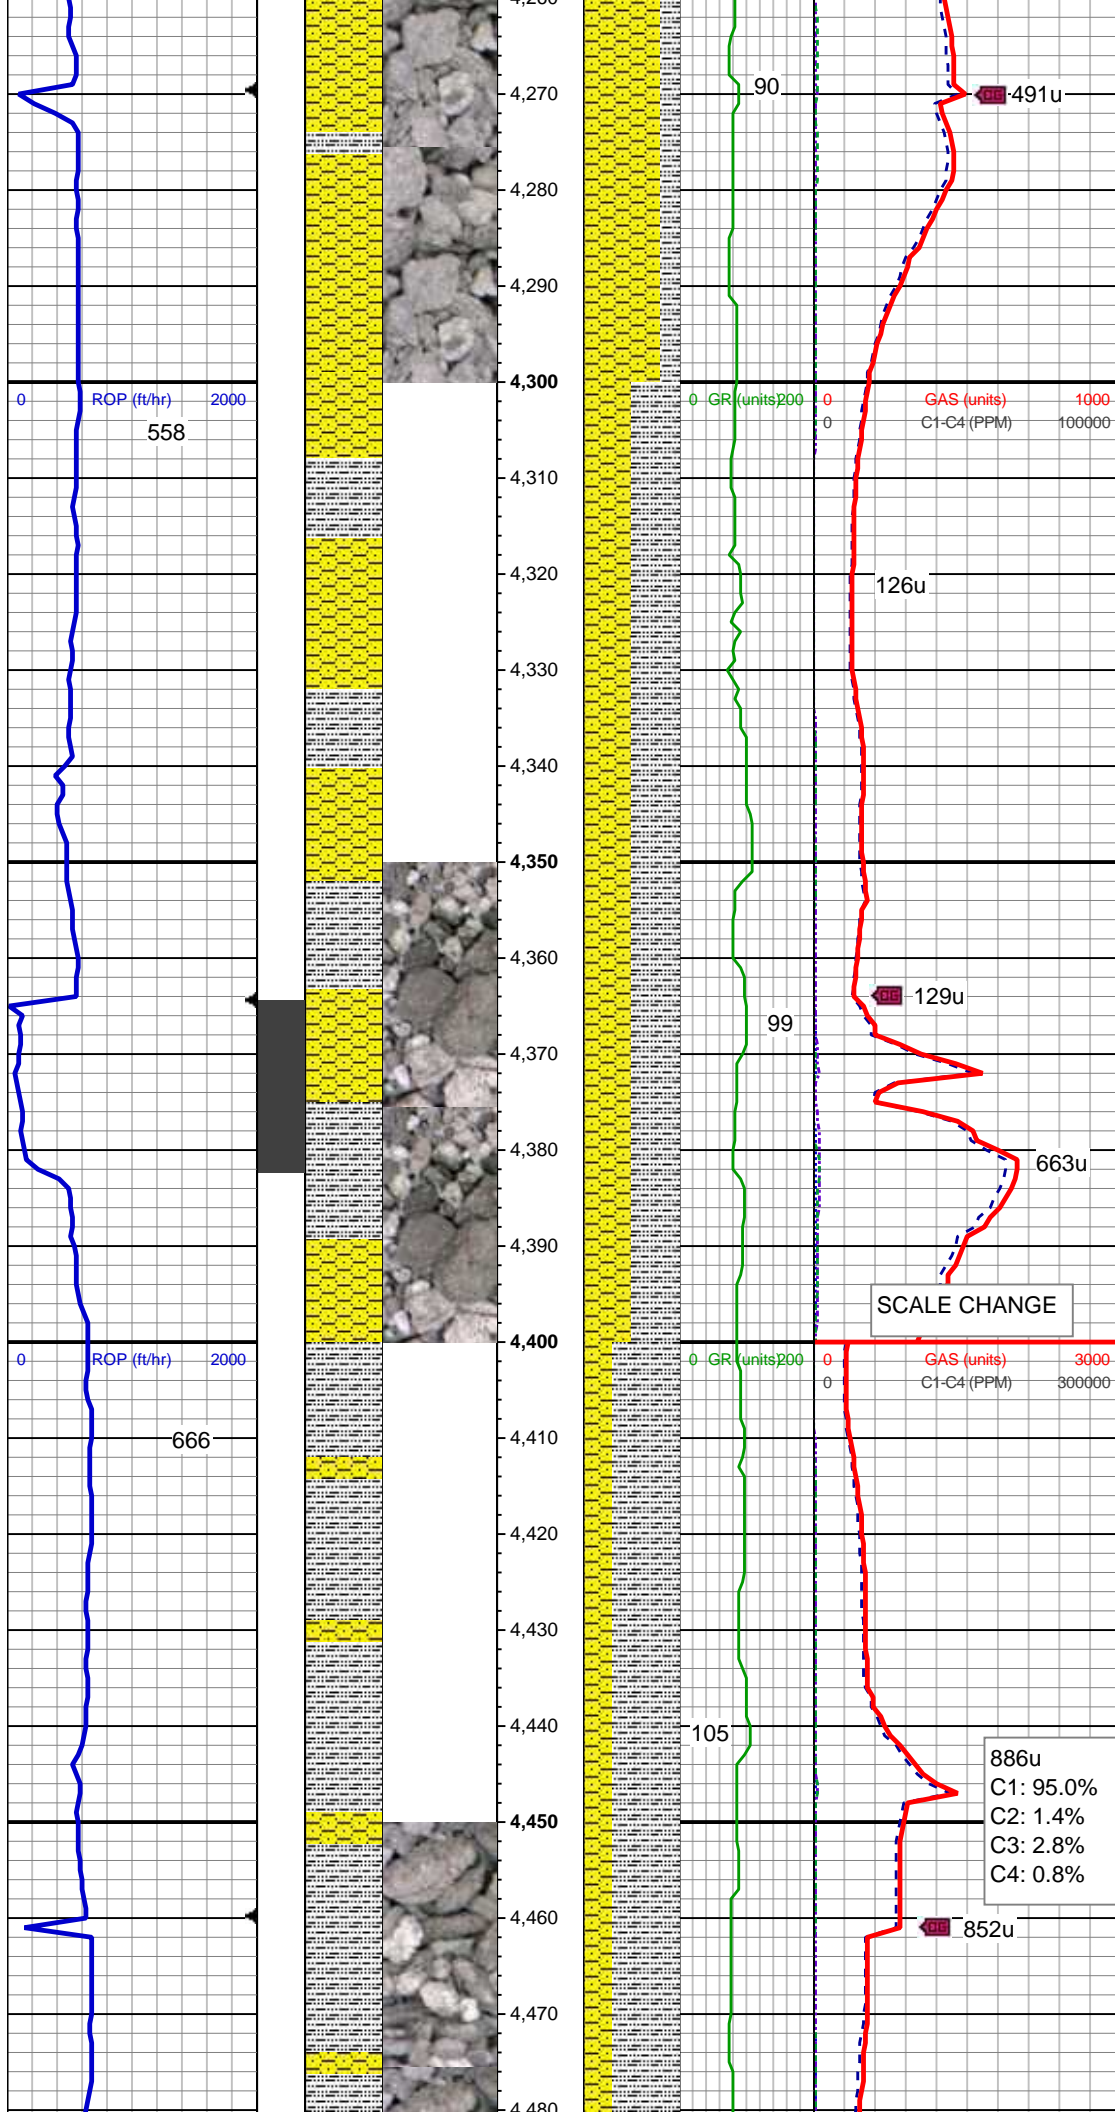 4,260
90
4,270
CG 491u
4,280
4,290
4,300
0 ROP (ft/hr) 2000
0 GR (units) 200
0 GAS (units) 1000
0 C1-C4 (PPM) 100000
558
4,310
4,320
126u
4,330
4,340
4,350
4,360
CG 129u
99
4,370
4,380
663u
4,390
SCALE CHANGE
4,400
0 ROP (ft/hr) 2000
0 GR (units) 200
0 GAS (units) 3000
0 C1-C4 (PPM) 300000
666
4,410
4,420
4,430
4,440
105
886u
C1: 95.0%
C2: 1.4%
C3: 2.8%
C4: 0.8%
4,450
4,460
CG 852u
4,470
4,480